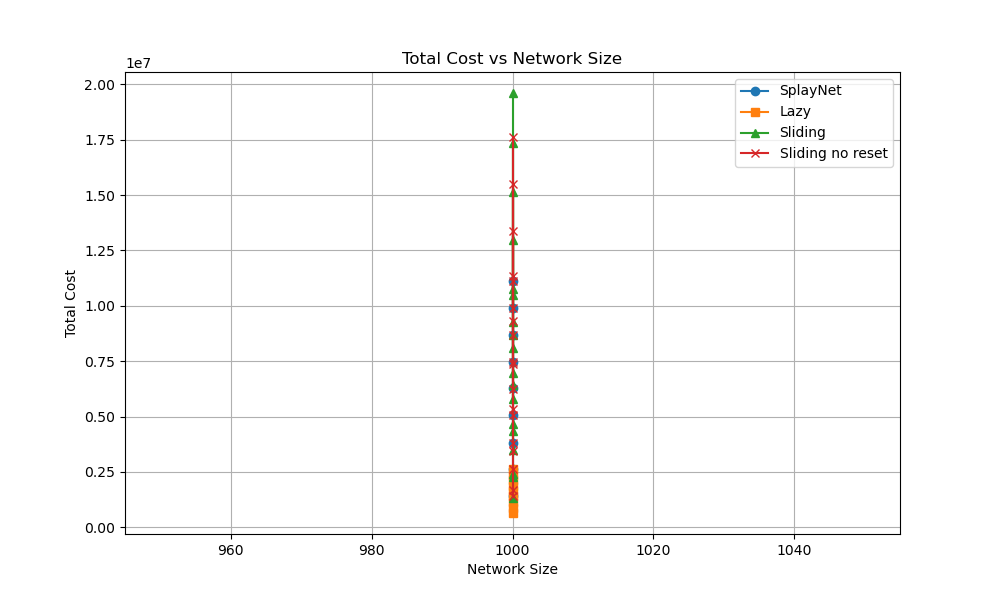 Total Cost vs Network Size
1e7
2.00
1.75
1.50
1.25
1.00
0.75
0.50
0.25
0.00
Total Cost
960
980
1000
1020
1040
Network Size
SplayNet
Lazy
Sliding
Sliding no reset